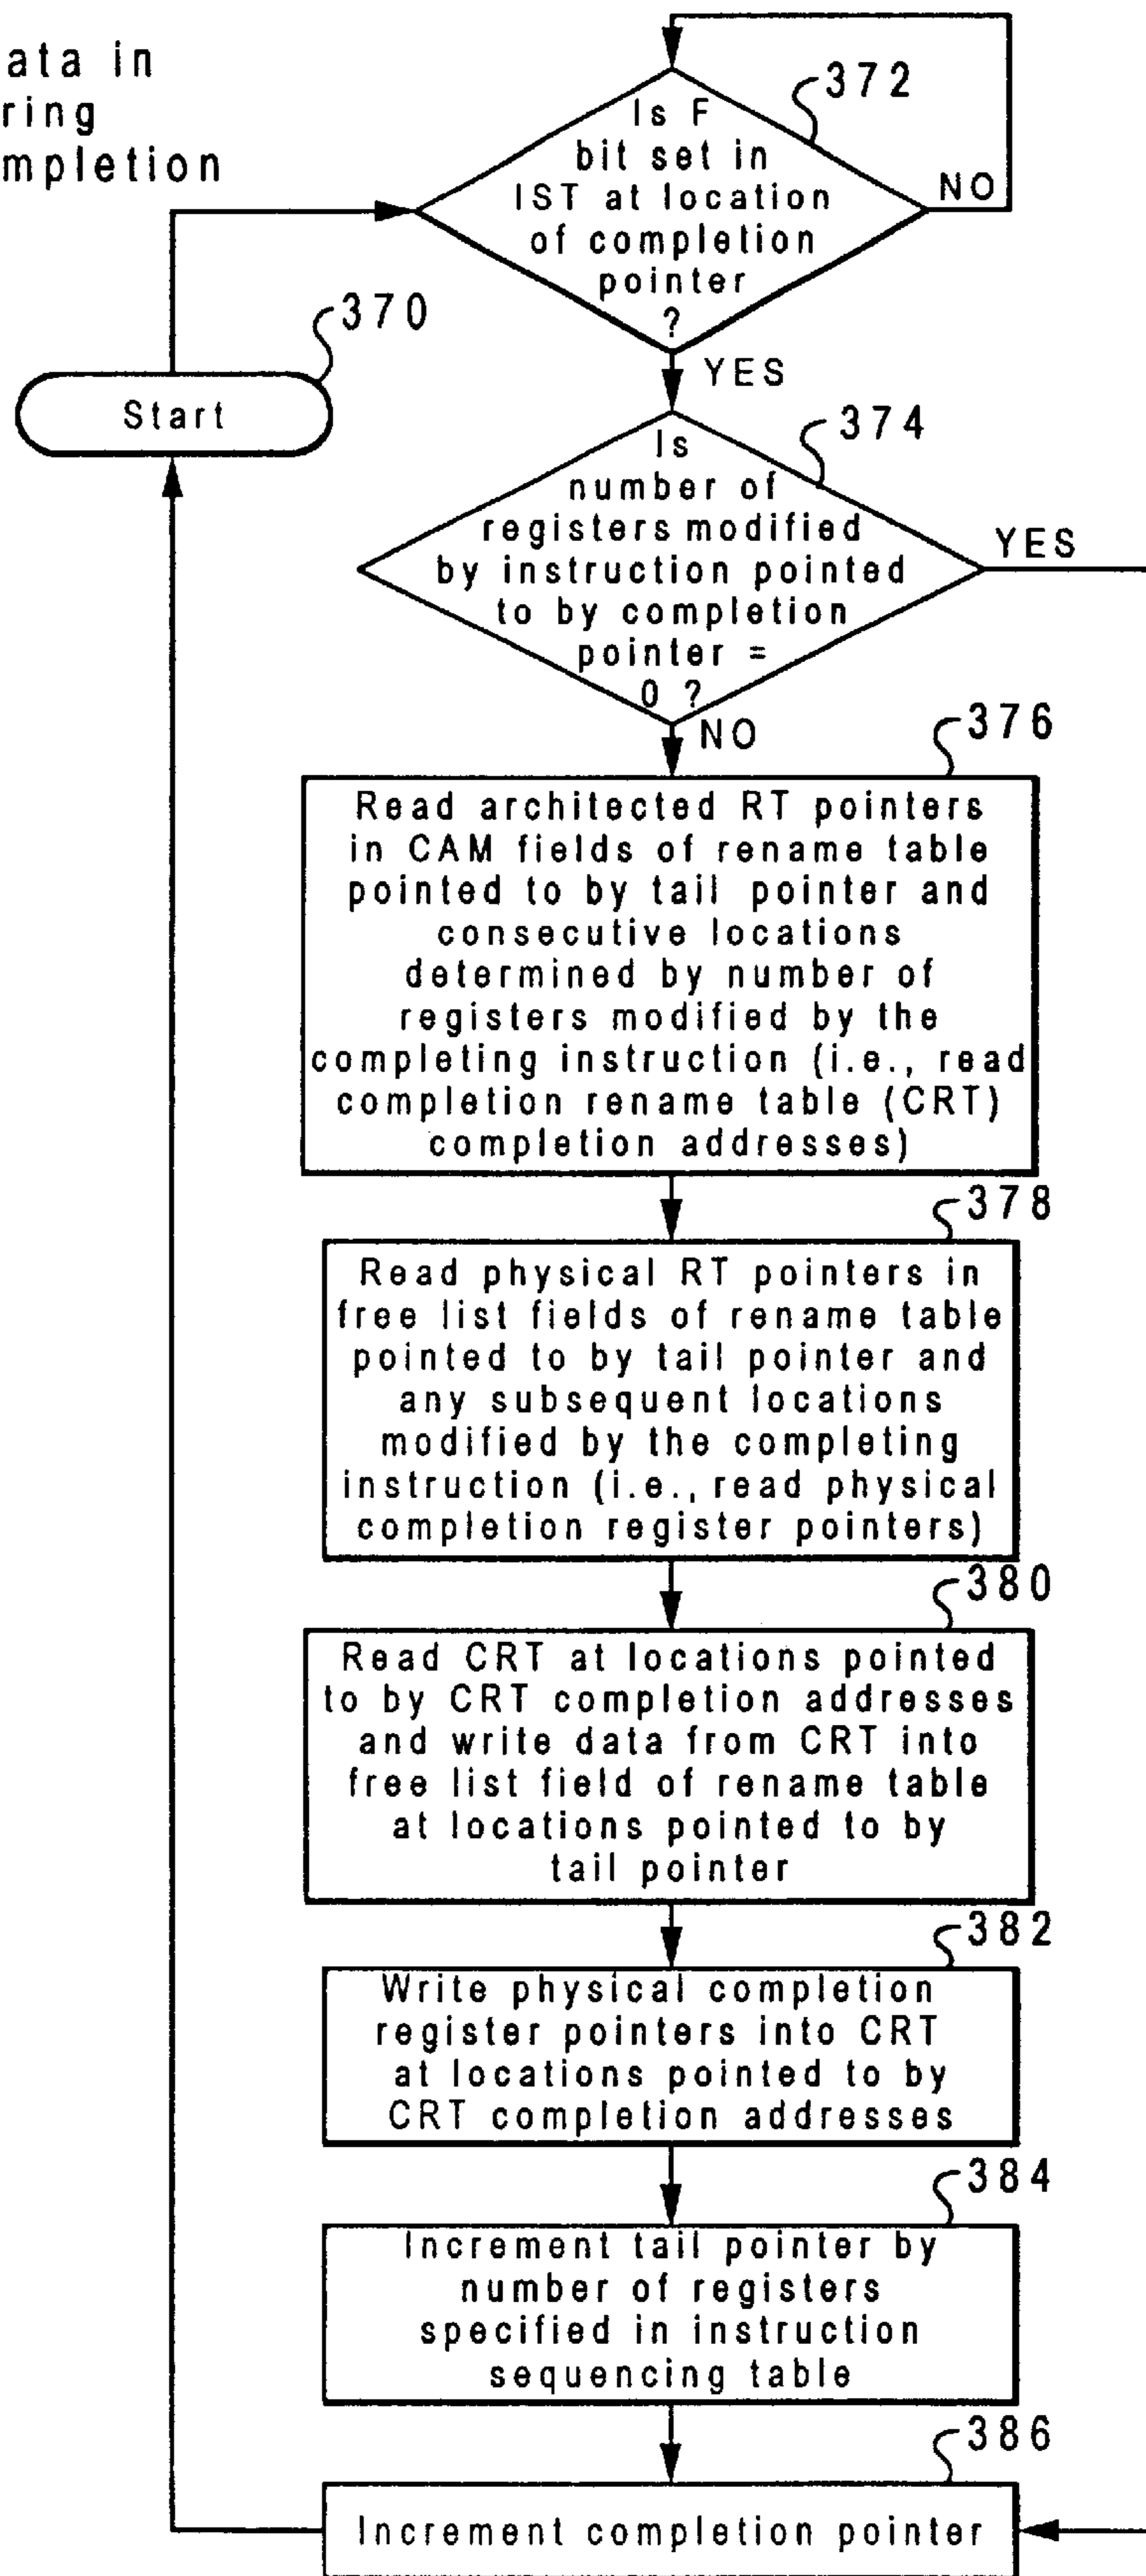 ata in
ring
mpletion
372
Is F
bit set in
IST at location
of completion
pointer
?
NO
YES
370
Start
374
Is
number of
registers modified
by instruction pointed
to by completion
pointer =
0 ?
YES
NO
376
Read architected RT pointers
in CAM fields of rename table
pointed to by tail pointer and
consecutive locations
determined by number of
registers modified by the
completing instruction (i.e., read
completion rename table (CRT)
completion addresses)
378
Read physical RT pointers in
free list fields of rename table
pointed to by tail pointer and
any subsequent locations
modified by the completing
instruction (i.e., read physical
completion register pointers)
380
Read CRT at locations pointed
to by CRT completion addresses
and write data from CRT into
free list field of rename table
at locations pointed to by
tail pointer
382
Write physical completion
register pointers into CRT
at locations pointed to by
CRT completion addresses
384
Increment tail pointer by
number of registers
specified in instruction
sequencing table
386
Increment completion pointer